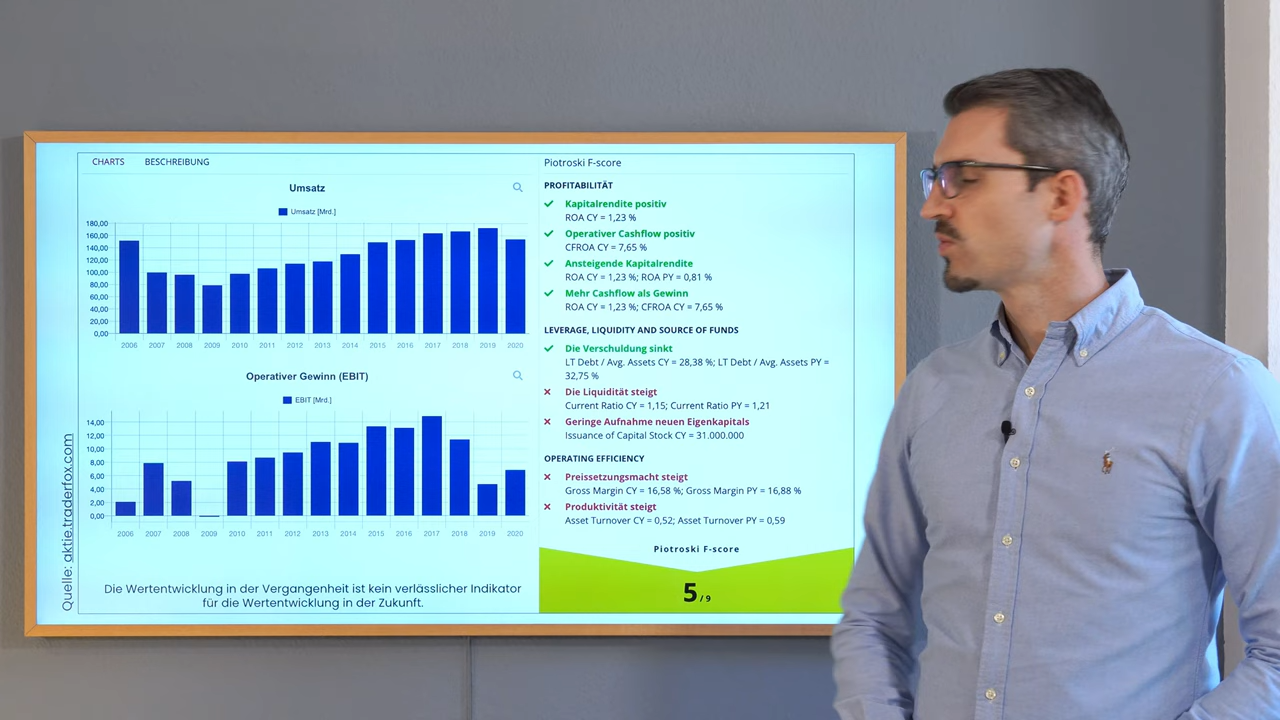 CHARTS BESCHREIBUNG
Umsatz
Umsatz [Mrd.]
180,00
160,00
140,00
120,00
100,00
80,00
60,00
40,00
20,00
0,00
2006 2007 2008 2009 2010 2011 2012 2013 2014 2015 2016 2017 2018 2019 2020
Operativer Gewinn (EBIT)
EBIT [Mrd.]
14,00
12,00
10,00
8,00
6,00
4,00
2,00
0,00
2006 2007 2008 2009 2010 2011 2012 2013 2014 2015 2016 2017 2018 2019 2020
Quelle: aktie.traderfox.com
Die Wertentwicklung in der Vergangenheit ist kein verlässlicher Indikator
für die Wertentwicklung in der Zukunft.
Piotroski F-score
PROFITABILITÄT
Kapitalrendite positiv
ROA CY = 1,23 %
Operativer Cashflow positiv
CFROA CY = 7,65 %
Ansteigende Kapitalrendite
ROA CY = 1,23 %; ROA PY = 0,81 %
Mehr Cashflow als Gewinn
ROA CY = 1,23 %; CFROA CY = 7,65 %
LEVERAGE, LIQUIDITY AND SOURCE OF FUNDS
Die Verschuldung sinkt
LT Debt / Avg. Assets CY = 28,38 %; LT Debt / Avg. Assets PY =
32,75 %
Die Liquidität steigt
Current Ratio CY = 1,15; Current Ratio PY = 1,21
Geringe Aufnahme neuen Eigenkapitals
Issuance of Capital Stock CY = 31.000.000
OPERATING EFFICIENCY
Preissetzungsmacht steigt
Gross Margin CY = 16,58 %; Gross Margin PY = 16,88 %
Produktivität steigt
Asset Turnover CY = 0,52; Asset Turnover PY = 0,59
Piotroski F-score
5 / 9